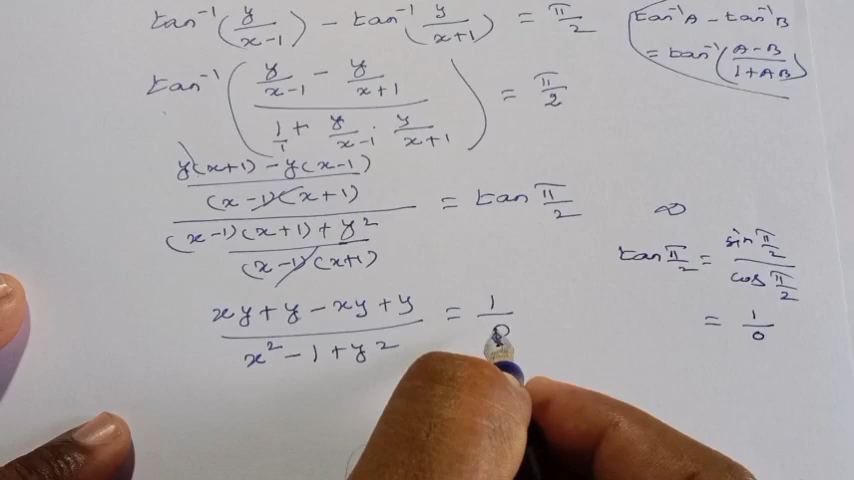 tan⁻¹(y/(x-1)) - tan⁻¹(y/(x+1)) = π/2
tan⁻¹A - tan⁻¹B
= tan⁻¹((A-B)/(1+AB))
tan⁻¹((y/(x-1) - y/(x+1))/(1/1 + y/(x-1) · y/(x+1))) = π/2
((y(x+1) - y(x-1))/((x-1)(x+1)))/(((x-1)(x+1) + y²)/((x-1)(x+1))) = tan π/2
∞
tan π/2 = (sin π/2)/(cos π/2)
= 1/0
(xy + y - xy + y)/(x² - 1 + y²) = 1/0